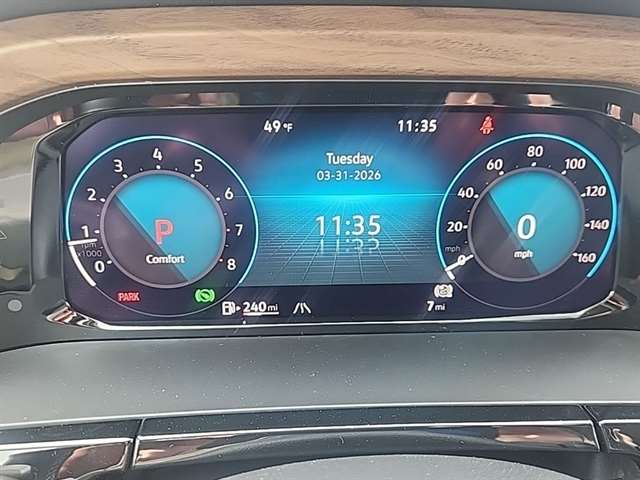 49 °F
11:35
Tuesday
03-31-2026
11:35
0 1 2 3 4 5 6 7 8
rpm
x1000
P
Comfort
PARK
240 mi
0 20 40 60 80 100 120 140 160
mph
0
mph
7 mi